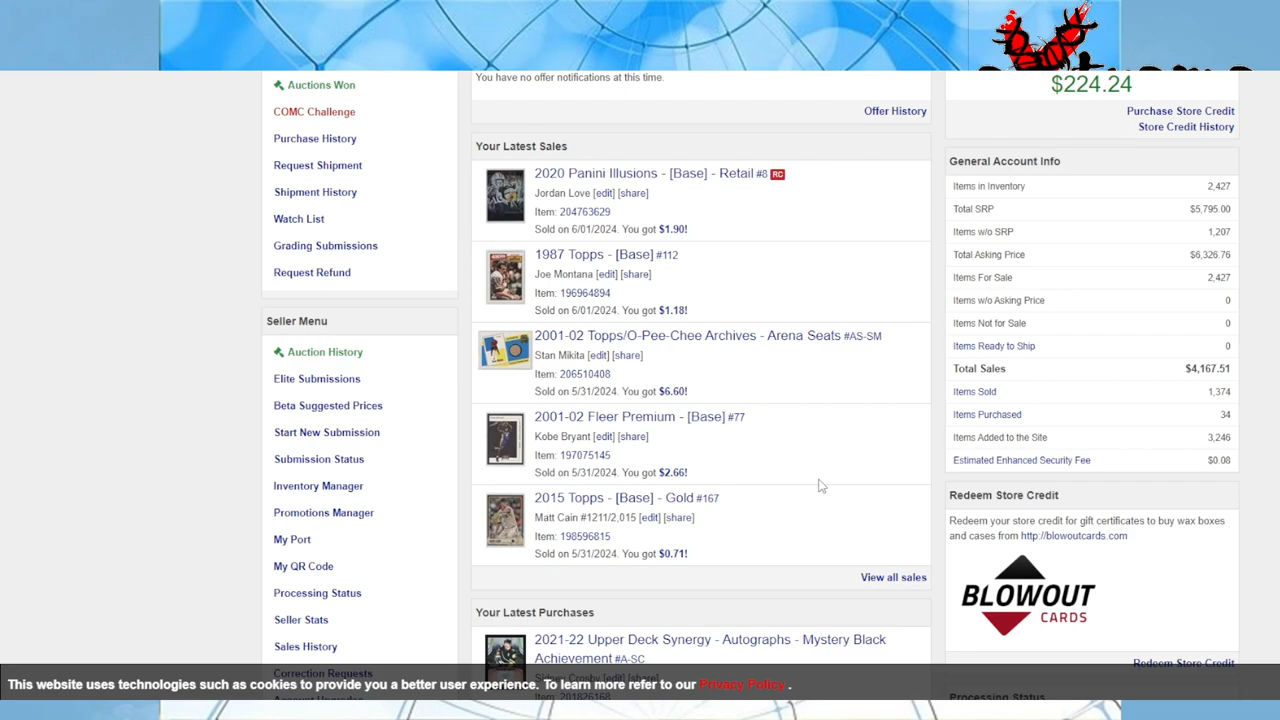 You have no offer notifications at this time.
Offer History
Auctions Won
COMC Challenge
Purchase History
Request Shipment
Shipment History
Watch List
Grading Submissions
Request Refund
Seller Menu
Auction History
Elite Submissions
Beta Suggested Prices
Start New Submission
Submission Status
Inventory Manager
Promotions Manager
My Port
My QR Code
Processing Status
Seller Stats
Sales History
Correction Requests
Your Latest Sales
2020 Panini Illusions - [Base] - Retail #8 RC
Jordan Love [edit] [share]
Item: 204763629
Sold on 6/01/2024. You got $1.90!
1987 Topps - [Base] #112
Joe Montana [edit] [share]
Item: 196964894
Sold on 6/01/2024. You got $1.18!
2001-02 Topps/O-Pee-Chee Archives - Arena Seats #AS-SM
Stan Mikita [edit] [share]
Item: 206510408
Sold on 5/31/2024. You got $6.60!
2001-02 Fleer Premium - [Base] #77
Kobe Bryant [edit] [share]
Item: 197075145
Sold on 5/31/2024. You got $2.66!
2015 Topps - [Base] - Gold #167
Matt Cain #1211/2,015 [edit] [share]
Item: 198596815
Sold on 5/31/2024. You got $0.71!
View all sales
Your Latest Purchases
2021-22 Upper Deck Synergy - Autographs - Mystery Black
Achievement #A-SC
Sidney Crosby [edit] [share]
Item: 201826168
$224.24
Purchase Store Credit
Store Credit History
General Account Info
Items in Inventory 2,427
Total SRP $5,795.00
Items w/o SRP 1,207
Total Asking Price $6,326.76
Items For Sale 2,427
Items w/o Asking Price 0
Items Not for Sale 0
Items Ready to Ship 0
Total Sales $4,167.51
Items Sold 1,374
Items Purchased 34
Items Added to the Site 3,246
Estimated Enhanced Security Fee $0.08
Redeem Store Credit
Redeem your store credit for gift certificates to buy wax boxes
and cases from http://blowoutcards.com
BLOWOUT
CARDS
Redeem Store Credit
Processing Status
This website uses technologies such as cookies to provide you a better user experience. To learn more refer to our Privacy Policy .